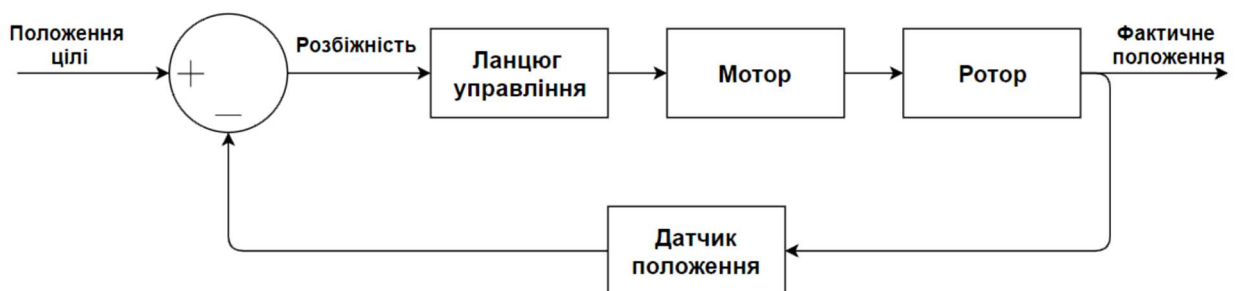 Положення
цілі
+
−
Розбіжність
Ланцюг
управління
Мотор
Ротор
Фактичне
положення
Датчик
положення